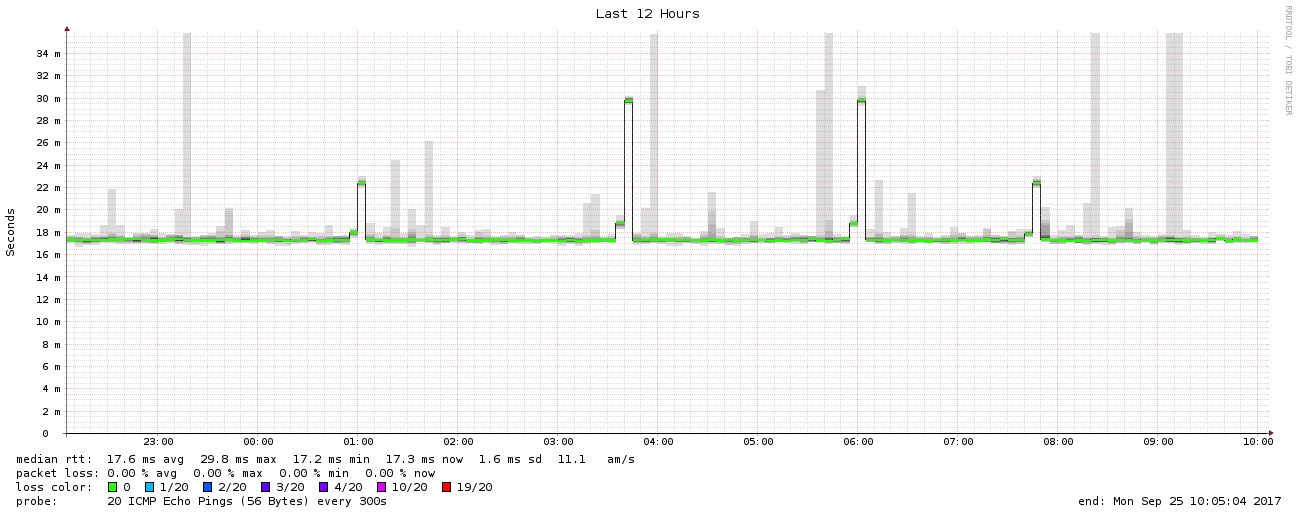 Last 12 Hours
RRDTOOL / TOBI OETIKER
Seconds
34 m
32 m
30 m
28 m
26 m
24 m
22 m
20 m
18 m
16 m
14 m
12 m
10 m
8 m
6 m
4 m
2 m
0
23:00 00:00 01:00 02:00 03:00 04:00 05:00 06:00 07:00 08:00 09:00 10:00
median rtt: 17.6 ms avg 29.8 ms max 17.2 ms min 17.3 ms now 1.6 ms sd 11.1 am/s
packet loss: 0.00 % avg 0.00 % max 0.00 % min 0.00 % now
loss color: 0 1/20 2/20 3/20 4/20 10/20 19/20
probe: 20 ICMP Echo Pings (56 Bytes) every 300s end: Mon Sep 25 10:05:04 2017